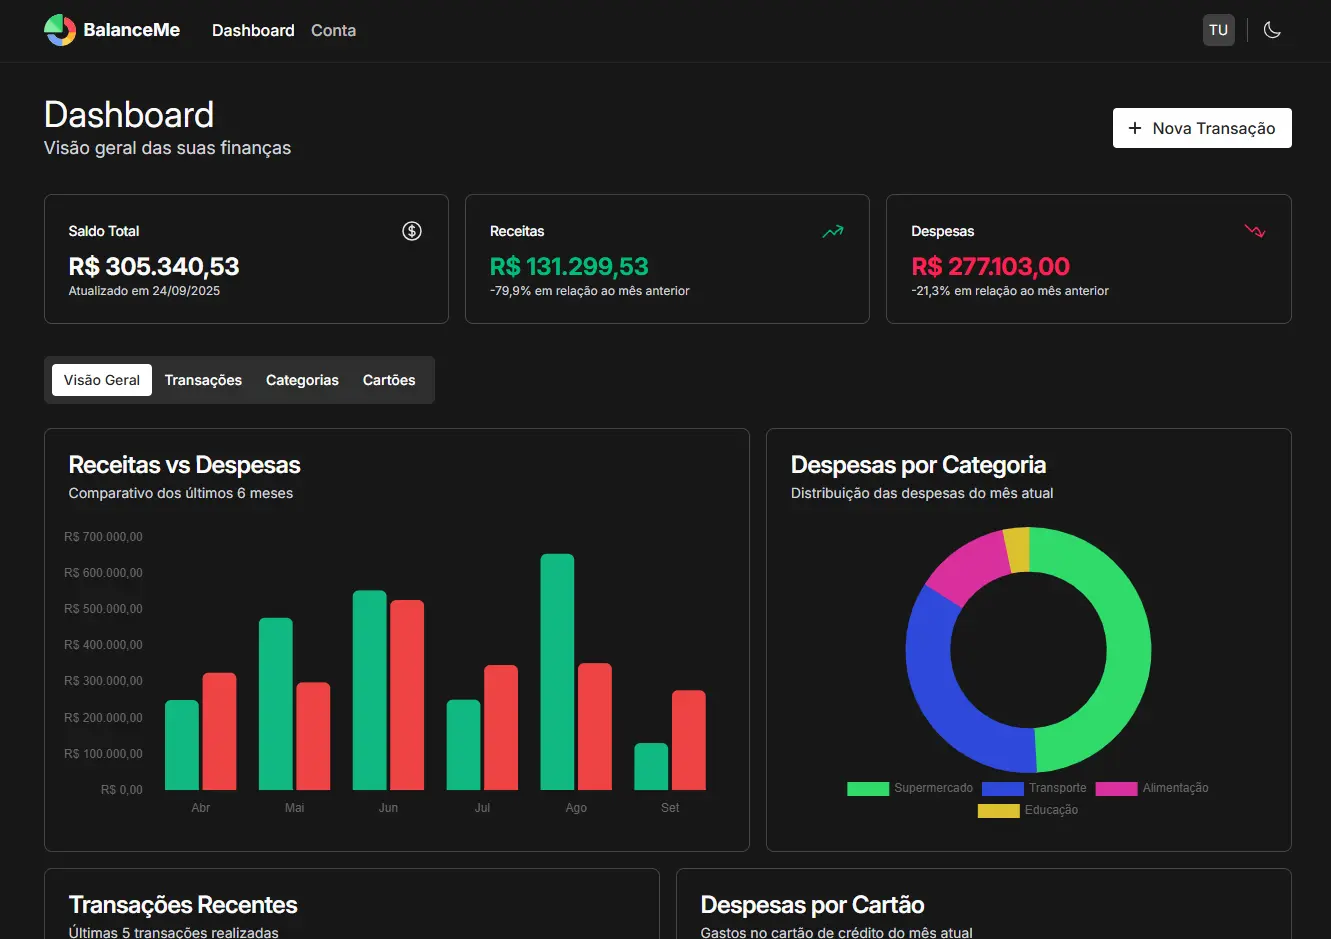 BalanceMe Dashboard Conta TU
Dashboard
Visão geral das suas finanças
+ Nova Transação
Saldo Total
R$ 305.340,53
Atualizado em 24/09/2025
Receitas
R$ 131.299,53
-79,9% em relação ao mês anterior
Despesas
R$ 277.103,00
-21,3% em relação ao mês anterior
Visão Geral Transações Categorias Cartões
Receitas vs Despesas
Comparativo dos últimos 6 meses
R$ 700.000,00
R$ 600.000,00
R$ 500.000,00
R$ 400.000,00
R$ 300.000,00
R$ 200.000,00
R$ 100.000,00
R$ 0,00
Abr Mai Jun Jul Ago Set
Despesas por Categoria
Distribuição das despesas do mês atual
Supermercado Transporte Alimentação
Educação
Transações Recentes
Últimas 5 transações realizadas
Despesas por Cartão
Gastos no cartão de crédito do mês atual